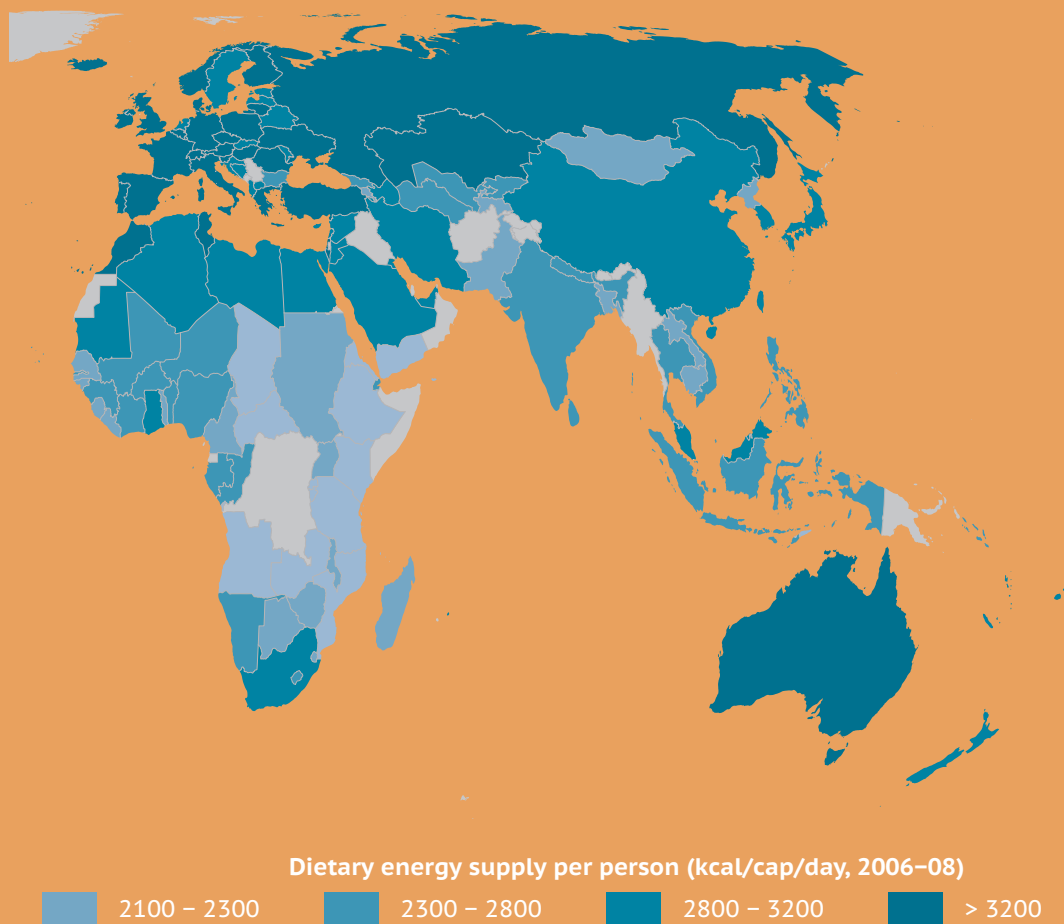 Dietary energy supply per person (kcal/cap/day, 2006–08)
2100 – 2300 2300 – 2800 2800 – 3200 > 3200